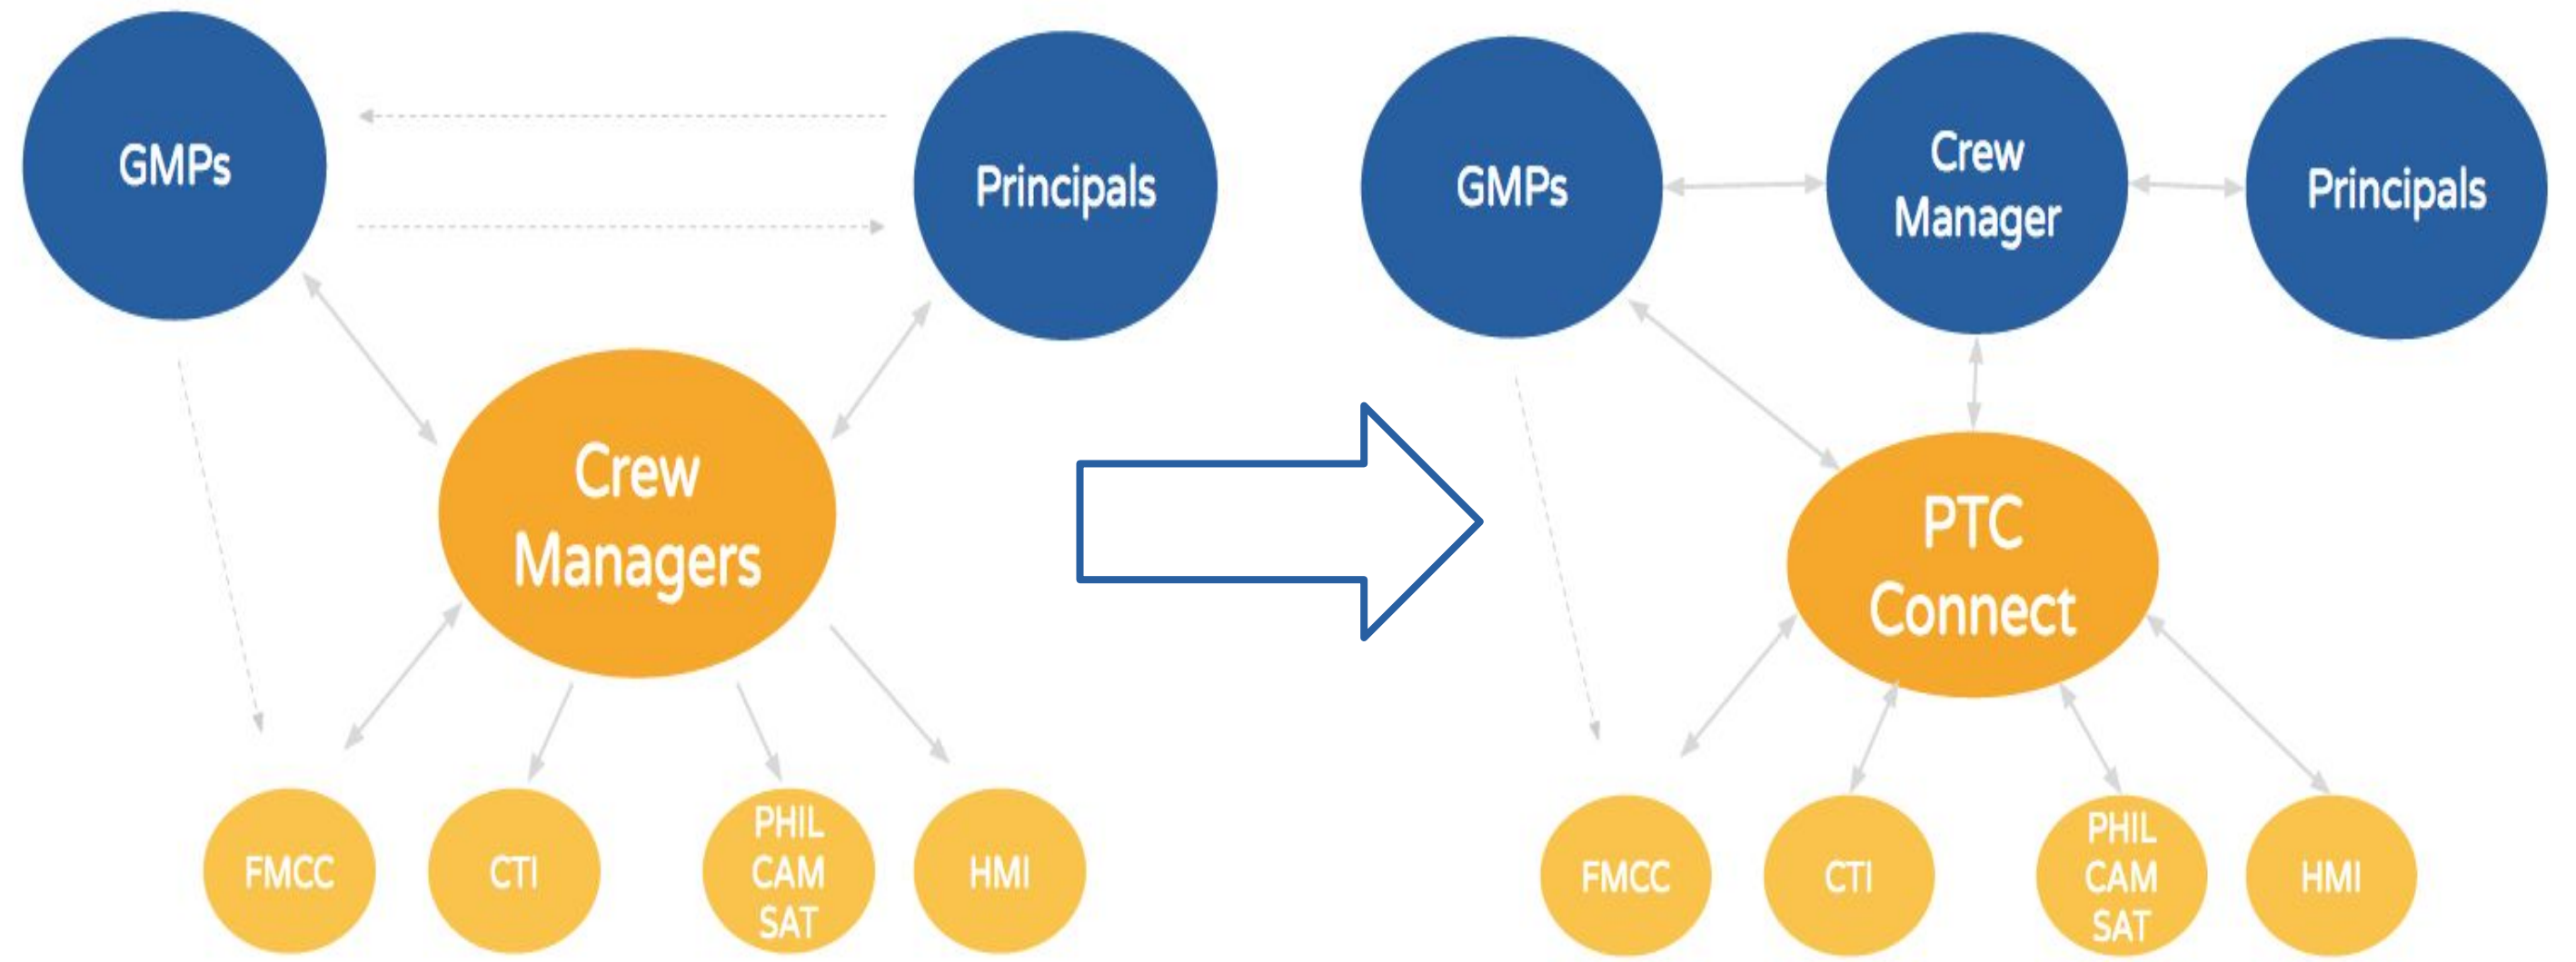 GMPs
Principals
Crew
Managers
FMCC
CTI
PHIL
CAM
SAT
HMI
GMPs
Crew
Manager
Principals
PTC
Connect
FMCC
CTI
PHIL
CAM
SAT
HMI